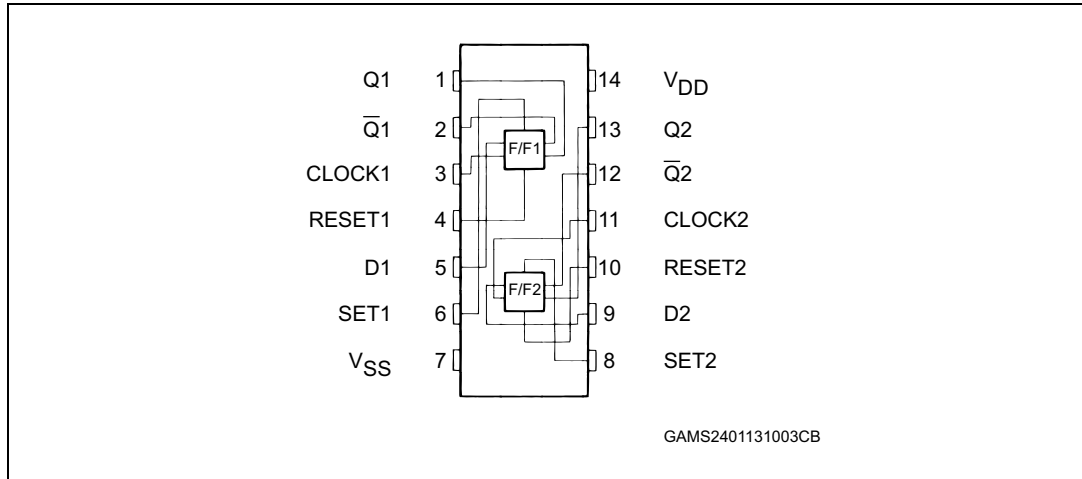 Q1 1 14 VDD
Q̅1 2 13 Q2
F/F1
CLOCK1 3 12 Q̅2
RESET1 4 11 CLOCK2
D1 5 10 RESET2
F/F2
SET1 6 9 D2
VSS 7 8 SET2
GAMS2401131003CB